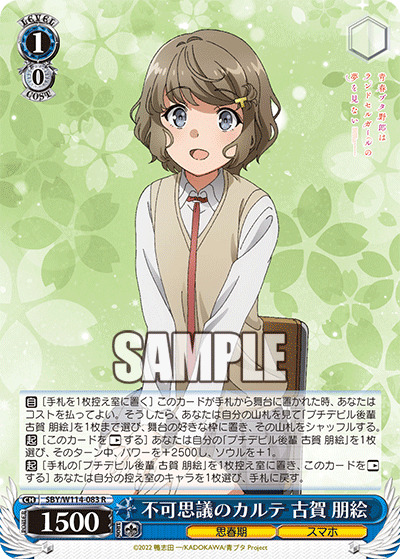 LEVEL
1
0
COST
青春ブタ野郎は
ランドセルガールの
夢を見ない
SAMPLE
自 [手札を1枚控え室に置く] このカードが手札から舞台に置かれた時、あなたは
コストを払ってよい。そうしたら、あなたは自分の山札を見て「プチデビル後輩
古賀 朋絵」を1枚まで選び、舞台の好きな枠に置き、その山札をシャッフルする。
起 [このカードを する] あなたは自分の「プチデビル後輩 古賀 朋絵」を1枚
選び、そのターン中、パワーを+2500し、ソウルを+1。
起 [手札の「プチデビル後輩 古賀 朋絵」を1枚控え室に置き、このカードを
する] あなたは自分の控え室のキャラを1枚選び、手札に戻す。
CH SBY/W114-083 R
1500
不可思議のカルテ 古賀 朋絵
思春期 スマホ
©2022 鴨志田 一/KADOKAWA/青ブタ Project